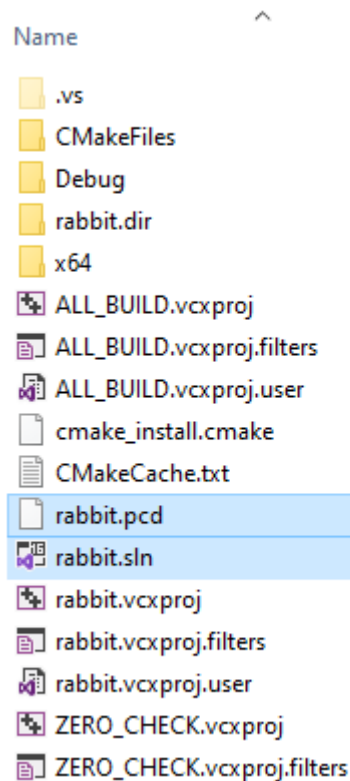 Name
.vs
CMakeFiles
Debug
rabbit.dir
x64
ALL_BUILD.vcxproj
ALL_BUILD.vcxproj.filters
ALL_BUILD.vcxproj.user
cmake_install.cmake
CMakeCache.txt
rabbit.pcd
rabbit.sln
rabbit.vcxproj
rabbit.vcxproj.filters
rabbit.vcxproj.user
ZERO_CHECK.vcxproj
ZERO_CHECK.vcxproj.filters